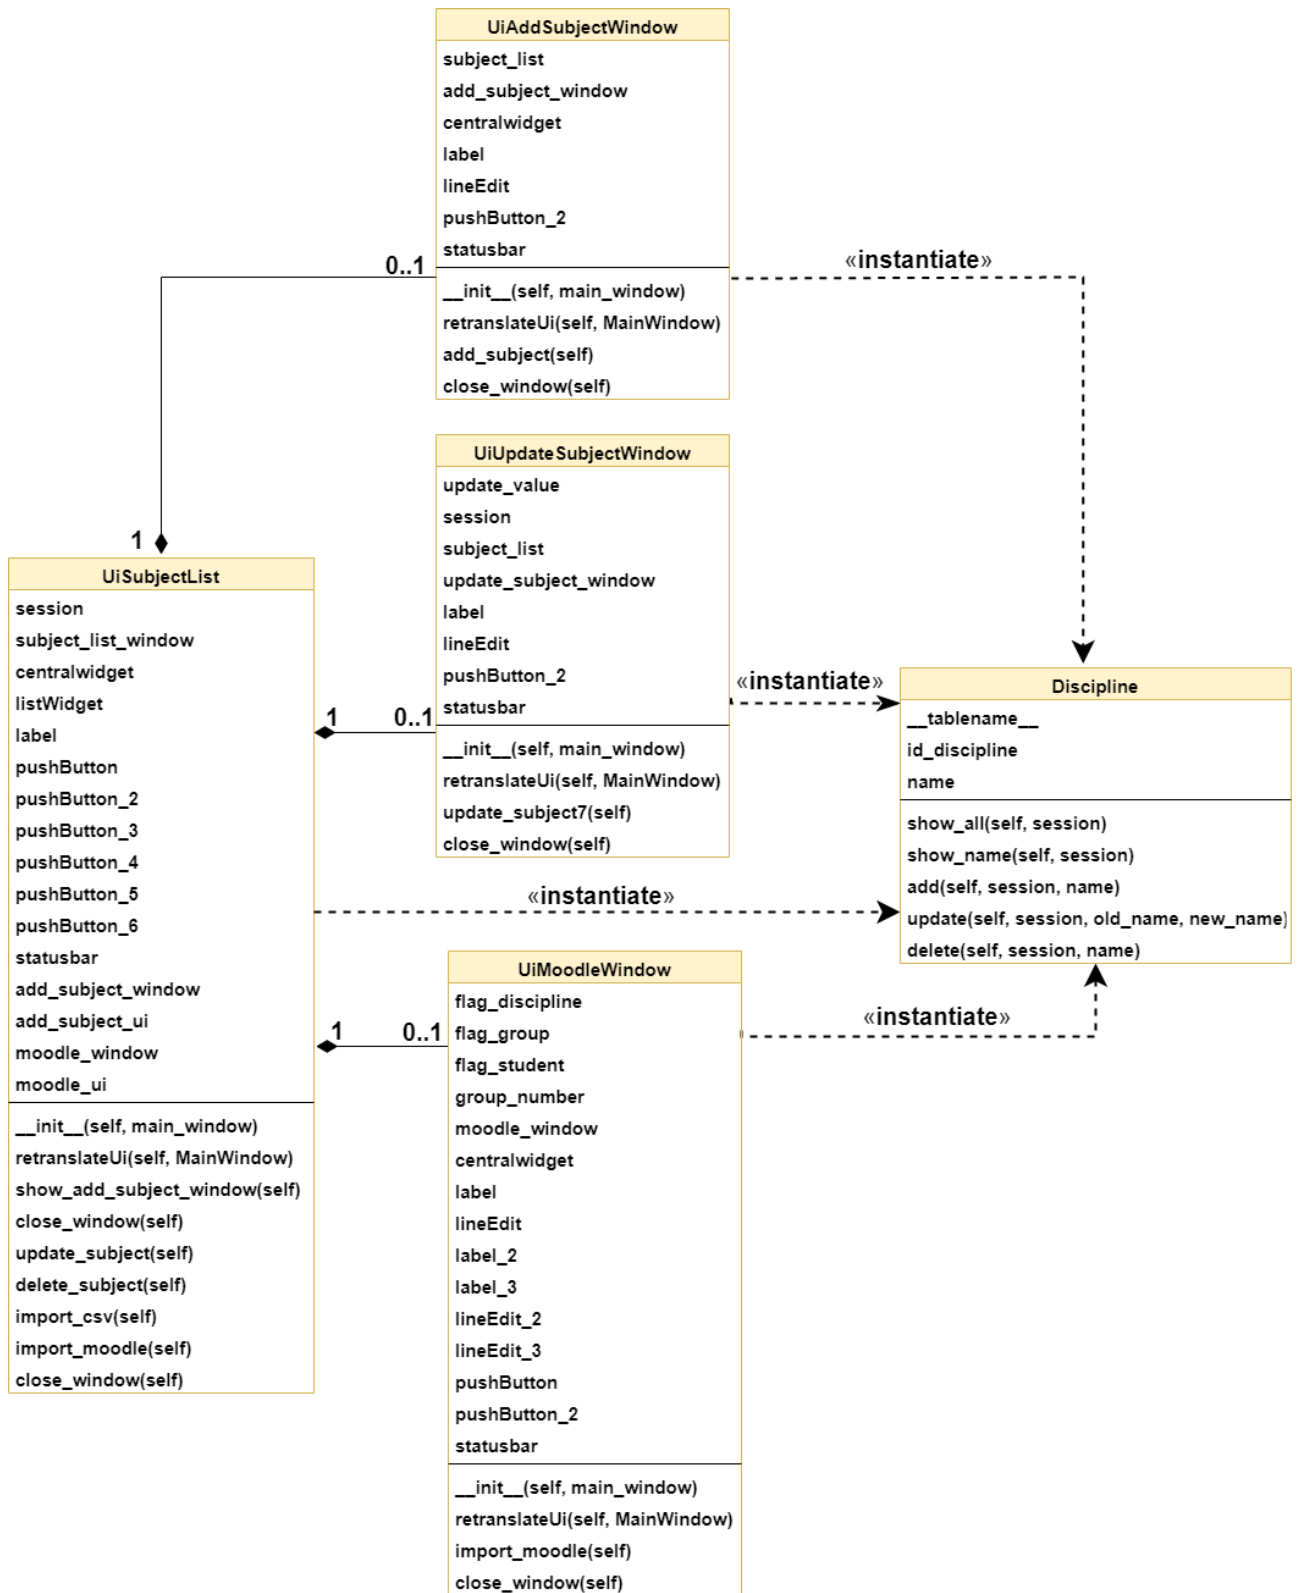 UiAddSubjectWindow
subject_list
add_subject_window
centralwidget
label
lineEdit
pushButton_2
statusbar
__init__(self, main_window)
retranslateUi(self, MainWindow)
add_subject(self)
close_window(self)
0..1
«instantiate»
1
UiUpdateSubjectWindow
update_value
session
subject_list
update_subject_window
label
lineEdit
pushButton_2
statusbar
__init__(self, main_window)
retranslateUi(self, MainWindow)
update_subject7(self)
close_window(self)
1
0..1
«instantiate»
UiSubjectList
session
subject_list_window
centralwidget
listWidget
label
pushButton
pushButton_2
pushButton_3
pushButton_4
pushButton_5
pushButton_6
statusbar
add_subject_window
add_subject_ui
moodle_window
moodle_ui
__init__(self, main_window)
retranslateUi(self, MainWindow)
show_add_subject_window(self)
close_window(self)
update_subject(self)
delete_subject(self)
import_csv(self)
import_moodle(self)
close_window(self)
«instantiate»
Discipline
__tablename__
id_discipline
name
show_all(self, session)
show_name(self, session)
add(self, session, name)
update(self, session, old_name, new_name)
delete(self, session, name)
1
0..1
«instantiate»
UiMoodleWindow
flag_discipline
flag_group
flag_student
group_number
moodle_window
centralwidget
label
lineEdit
label_2
label_3
lineEdit_2
lineEdit_3
pushButton
pushButton_2
statusbar
__init__(self, main_window)
retranslateUi(self, MainWindow)
import_moodle(self)
close_window(self)